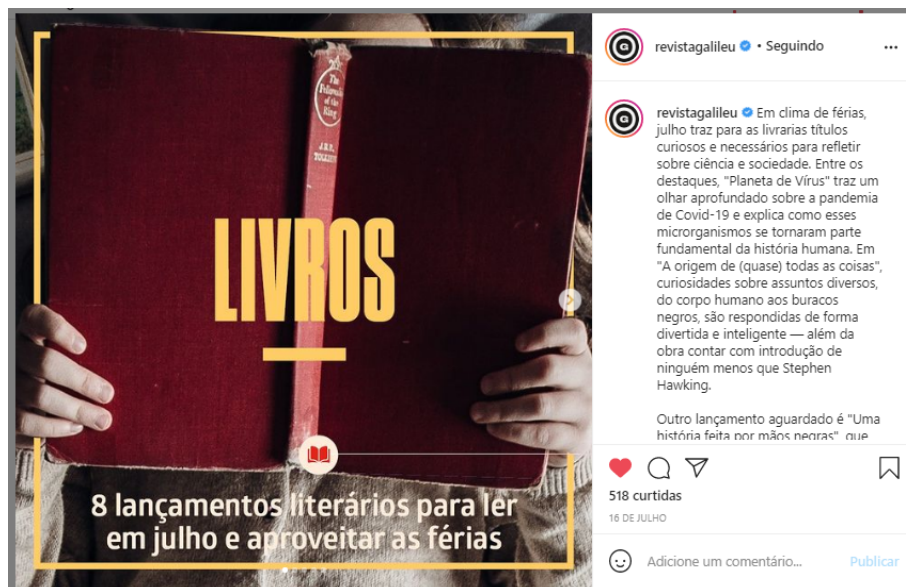 The
Fellowship
of the
Ring
J.R.R.
TOLKIEN
LIVROS
8 lançamentos literários para ler
em julho e aproveitar as férias
G
revistagalileu • Seguindo
G
revistagalileu Em clima de férias,
julho traz para as livrarias títulos
curiosos e necessários para refletir
sobre ciência e sociedade. Entre os
destaques, "Planeta de Vírus" traz um
olhar aprofundado sobre a pandemia
de Covid-19 e explica como esses
microrganismos se tornaram parte
fundamental da história humana. Em
"A origem de (quase) todas as coisas",
curiosidades sobre assuntos diversos,
do corpo humano aos buracos
negros, são respondidas de forma
divertida e inteligente — além da
obra contar com introdução de
ninguém menos que Stephen
Hawking.
Outro lançamento aguardado é "Uma
história feita por mãos negras", que
518 curtidas
16 DE JULHO
Adicione um comentário... Publicar